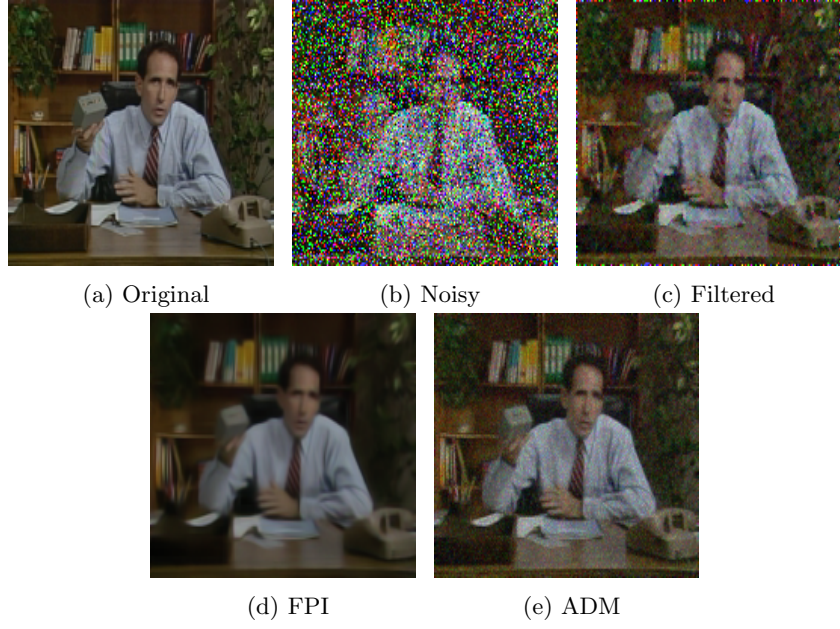 (a) Original
(b) Noisy
(c) Filtered
(d) FPI
(e) ADM